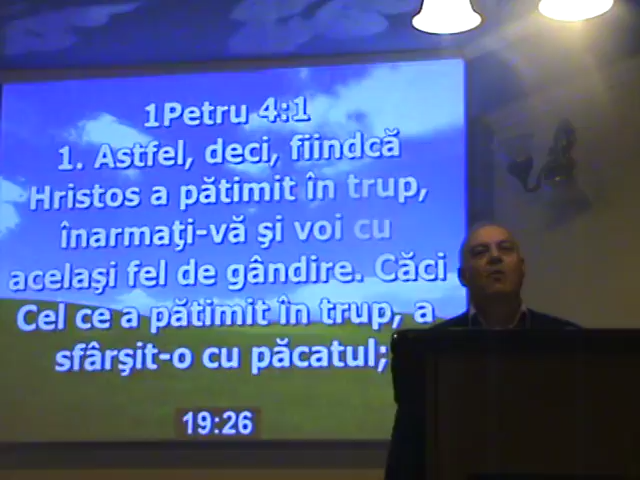 1Petru 4:1
1. Astfel, deci, fiindcă
Hristos a pătimit în trup,
înarmaţi-vă şi voi cu
acelaşi fel de gândire. Căci
Cel ce a pătimit în trup, a
sfârşit-o cu păcatul;
19:26